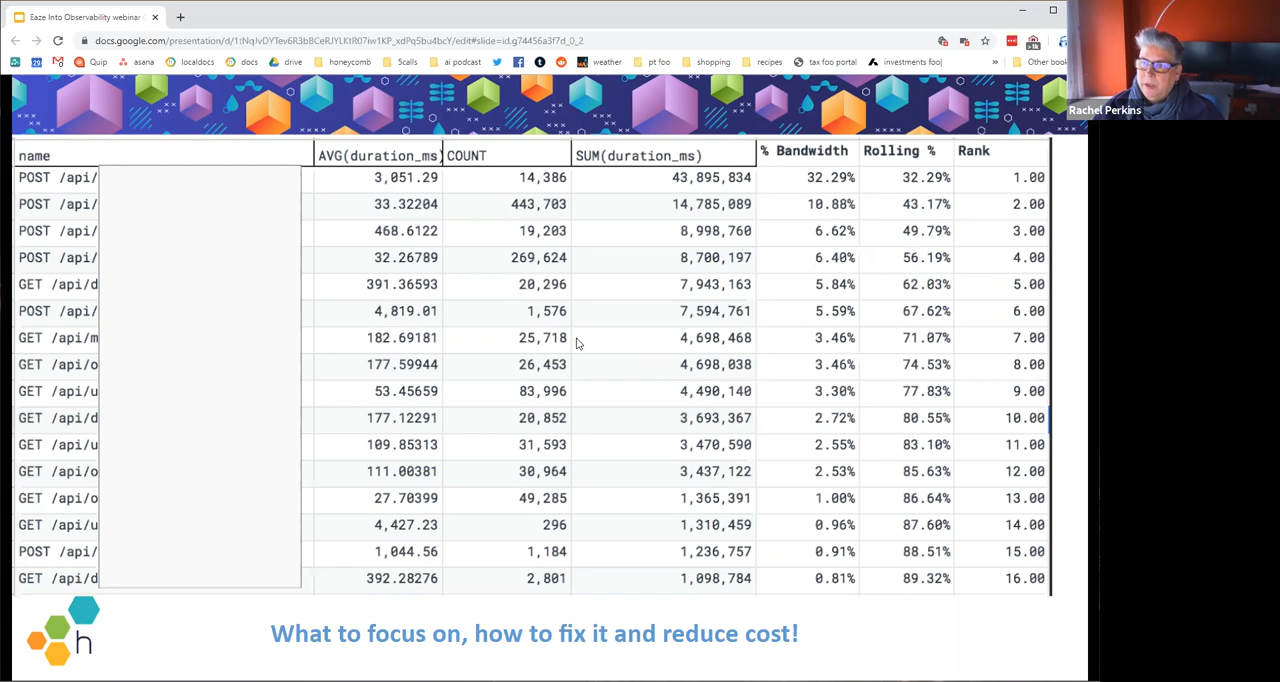 Eaze Into Observability webinar
docs.google.com/presentation/d/1tNqJvDYTev6R3bBCeRJYLKtR07iw1KP_xdPq5bu4bcY/edit#slide=id.g74456a3f7d_0_2
Quip asana localdocs docs drive honeycomb 5calls ai podcast weather pt foo shopping recipes tax foo portal investments foo Other boo
Rachel Perkins
name AVG(duration_ms) COUNT SUM(duration_ms) % Bandwidth Rolling % Rank
POST /api/ 3,051.29 14,386 43,895,834 32.29% 32.29% 1.00
POST /api/ 33.32204 443,703 14,785,089 10.88% 43.17% 2.00
POST /api/ 468.6122 19,203 8,998,760 6.62% 49.79% 3.00
POST /api/ 32.26789 269,624 8,700,197 6.40% 56.19% 4.00
GET /api/d 391.36593 20,296 7,943,163 5.84% 62.03% 5.00
POST /api/ 4,819.01 1,576 7,594,761 5.59% 67.62% 6.00
GET /api/m 182.69181 25,718 4,698,468 3.46% 71.07% 7.00
GET /api/o 177.59944 26,453 4,698,038 3.46% 74.53% 8.00
GET /api/u 53.45659 83,996 4,490,140 3.30% 77.83% 9.00
GET /api/d 177.12291 20,852 3,693,367 2.72% 80.55% 10.00
GET /api/u 109.85313 31,593 3,470,590 2.55% 83.10% 11.00
GET /api/o 111.00381 30,964 3,437,122 2.53% 85.63% 12.00
GET /api/o 27.70399 49,285 1,365,391 1.00% 86.64% 13.00
GET /api/u 4,427.23 296 1,310,459 0.96% 87.60% 14.00
POST /api/ 1,044.56 1,184 1,236,757 0.91% 88.51% 15.00
GET /api/d 392.28276 2,801 1,098,784 0.81% 89.32% 16.00
h
What to focus on, how to fix it and reduce cost!